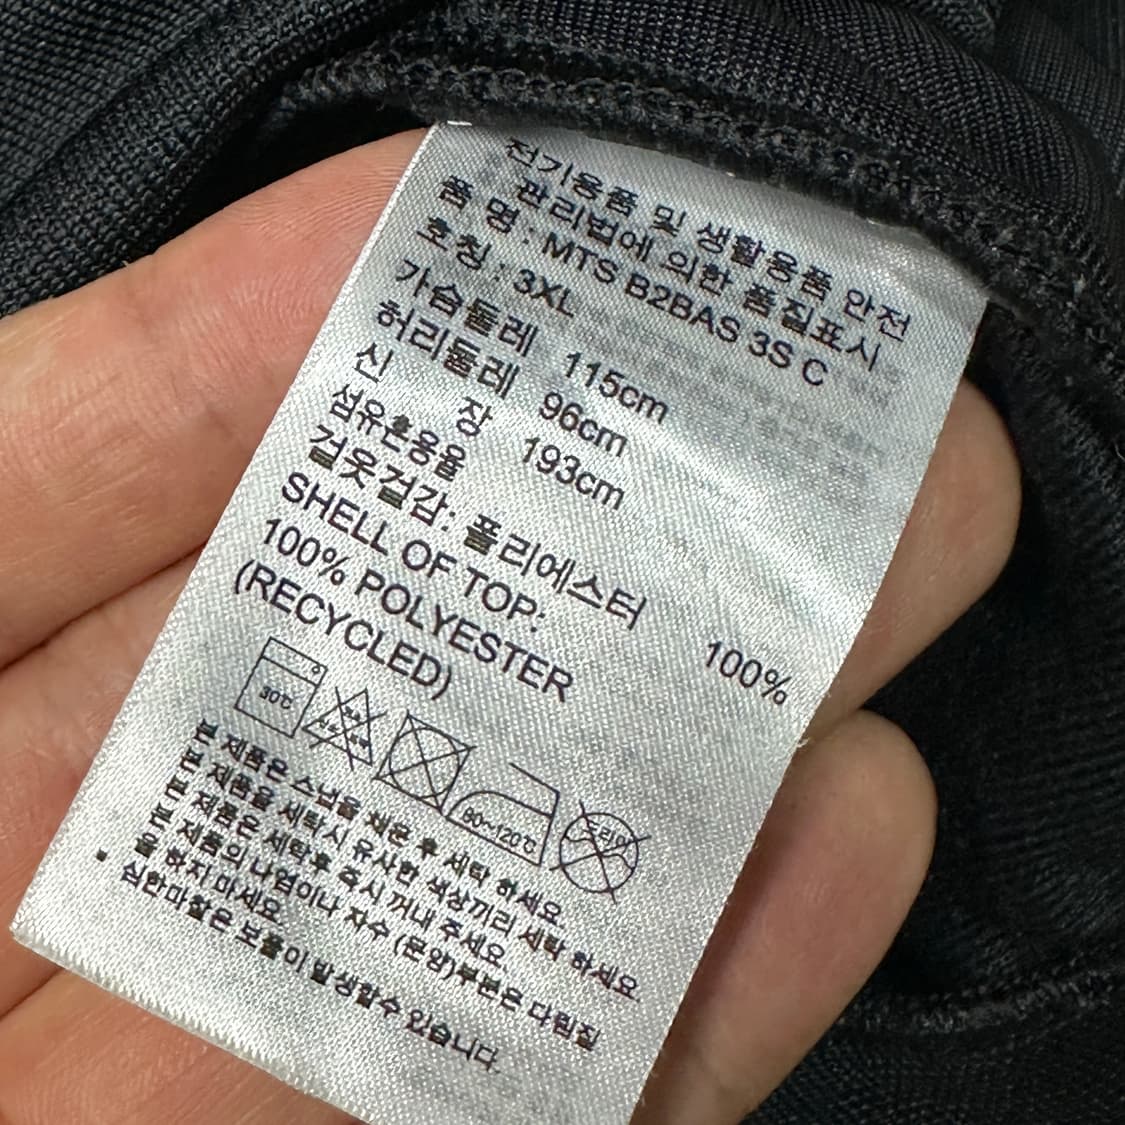 전기용품 및 생활용품 안전
관리법에 의한 품질표시
품 명 : MTS B2BAS 3S C
호칭 : 3XL
가슴둘레 115cm
허리둘레 96cm
신 장 193cm
섬유혼용율
겉옷겉감: 폴리에스터 100%
SHELL OF TOP:
100% POLYESTER
(RECYCLED)
30℃
80~120℃
드라이
본 제품은 스냅을 채운 후 세탁 하세요.
본 제품을 세탁시 유사한 색상끼리 세탁 하세요.
본 제품은 세탁후 즉시 꺼내 주세요.
본 제품의 나염이나 자수 (문양)부분은 다림질
을 하지 마세요.
심한마찰은 보풀이 발생할수 있습니다.